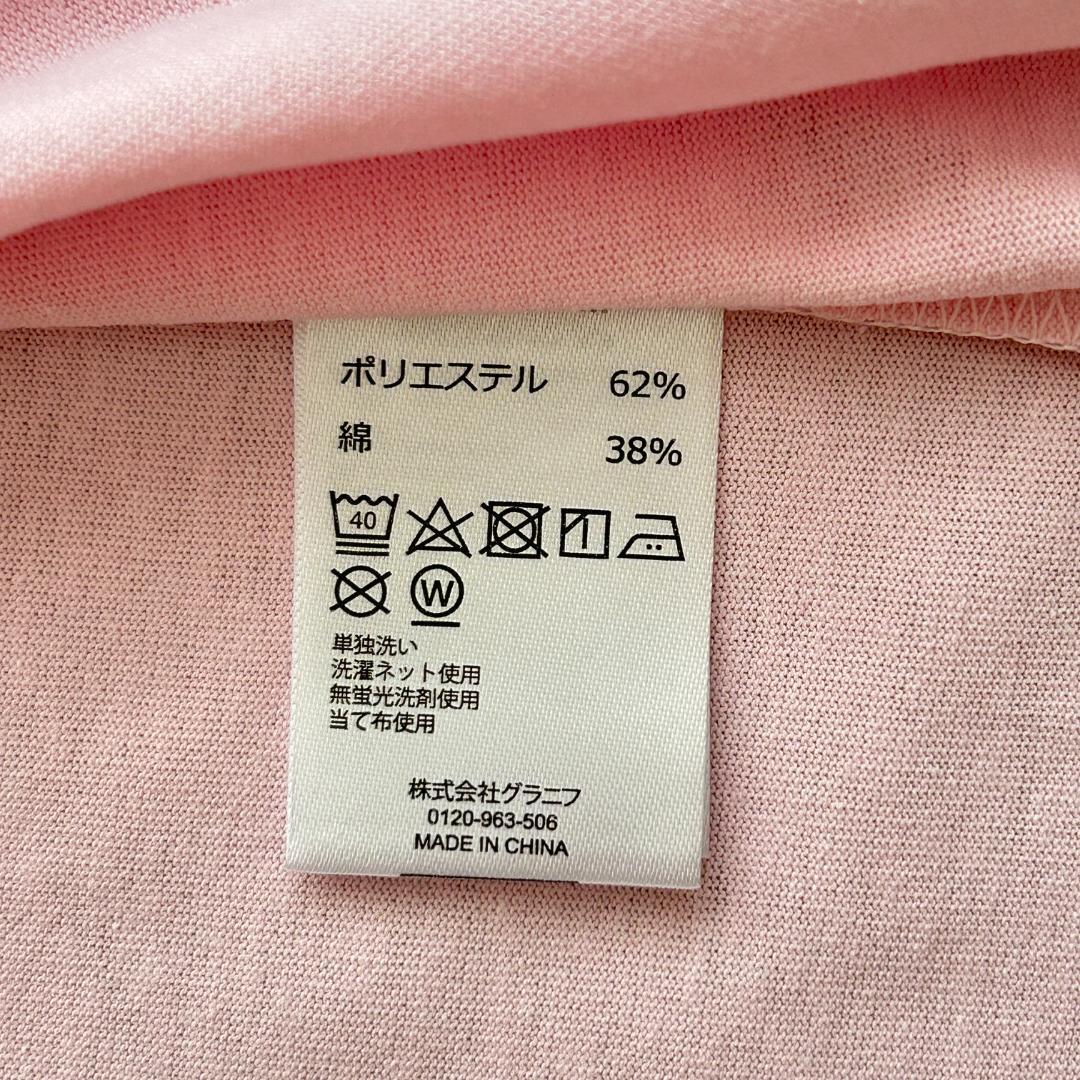 ポリエステル 62%
綿 38%
40
W
単独洗い
洗濯ネット使用
無蛍光洗剤使用
当て布使用
株式会社グラニフ
0120-963-506
MADE IN CHINA